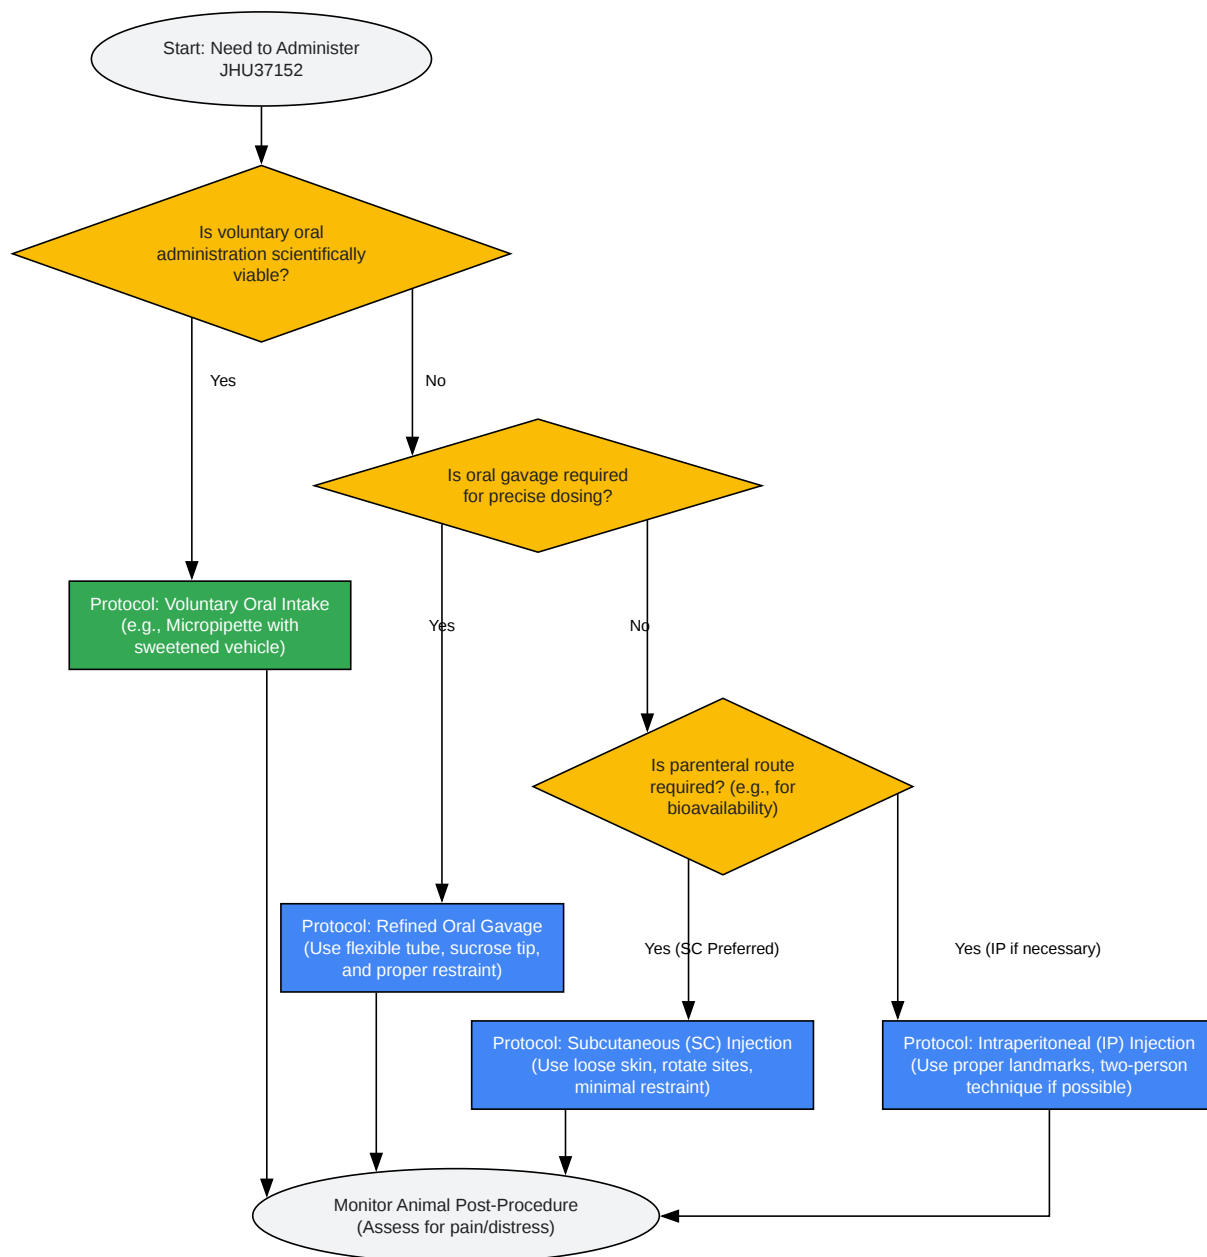 Start: Need to Administer
JHU37152
Is voluntary oral
administration scientifically
viable?
Yes
No
Is oral gavage required
for precise dosing?
Protocol: Voluntary Oral Intake
(e.g., Micropipette with
sweetened vehicle)
Yes
No
Is parenteral route
required? (e.g., for
bioavailability)
Protocol: Refined Oral Gavage
(Use flexible tube, sucrose tip,
and proper restraint)
Yes (SC Preferred)
Yes (IP if necessary)
Protocol: Subcutaneous (SC) Injection
(Use loose skin, rotate sites,
minimal restraint)
Protocol: Intraperitoneal (IP) Injection
(Use proper landmarks, two-person
technique if possible)
Monitor Animal Post-Procedure
(Assess for pain/distress)